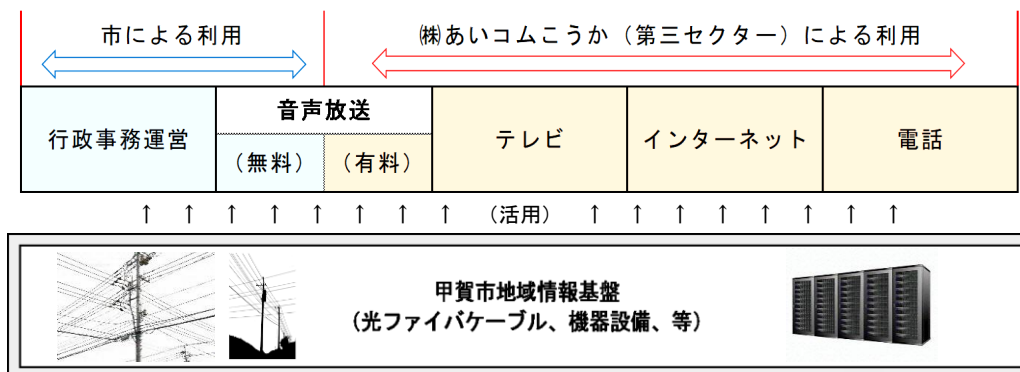 市による利用
㈱あいコムこうか（第三セクター）による利用
行政事務運営
音声放送
（無料）
（有料）
テレビ
インターネット
電話
↑ ↑ ↑ ↑ ↑ ↑ ↑ ↑ （活用） ↑ ↑ ↑ ↑ ↑ ↑ ↑ ↑
甲賀市地域情報基盤
（光ファイバケーブル、機器設備、等）